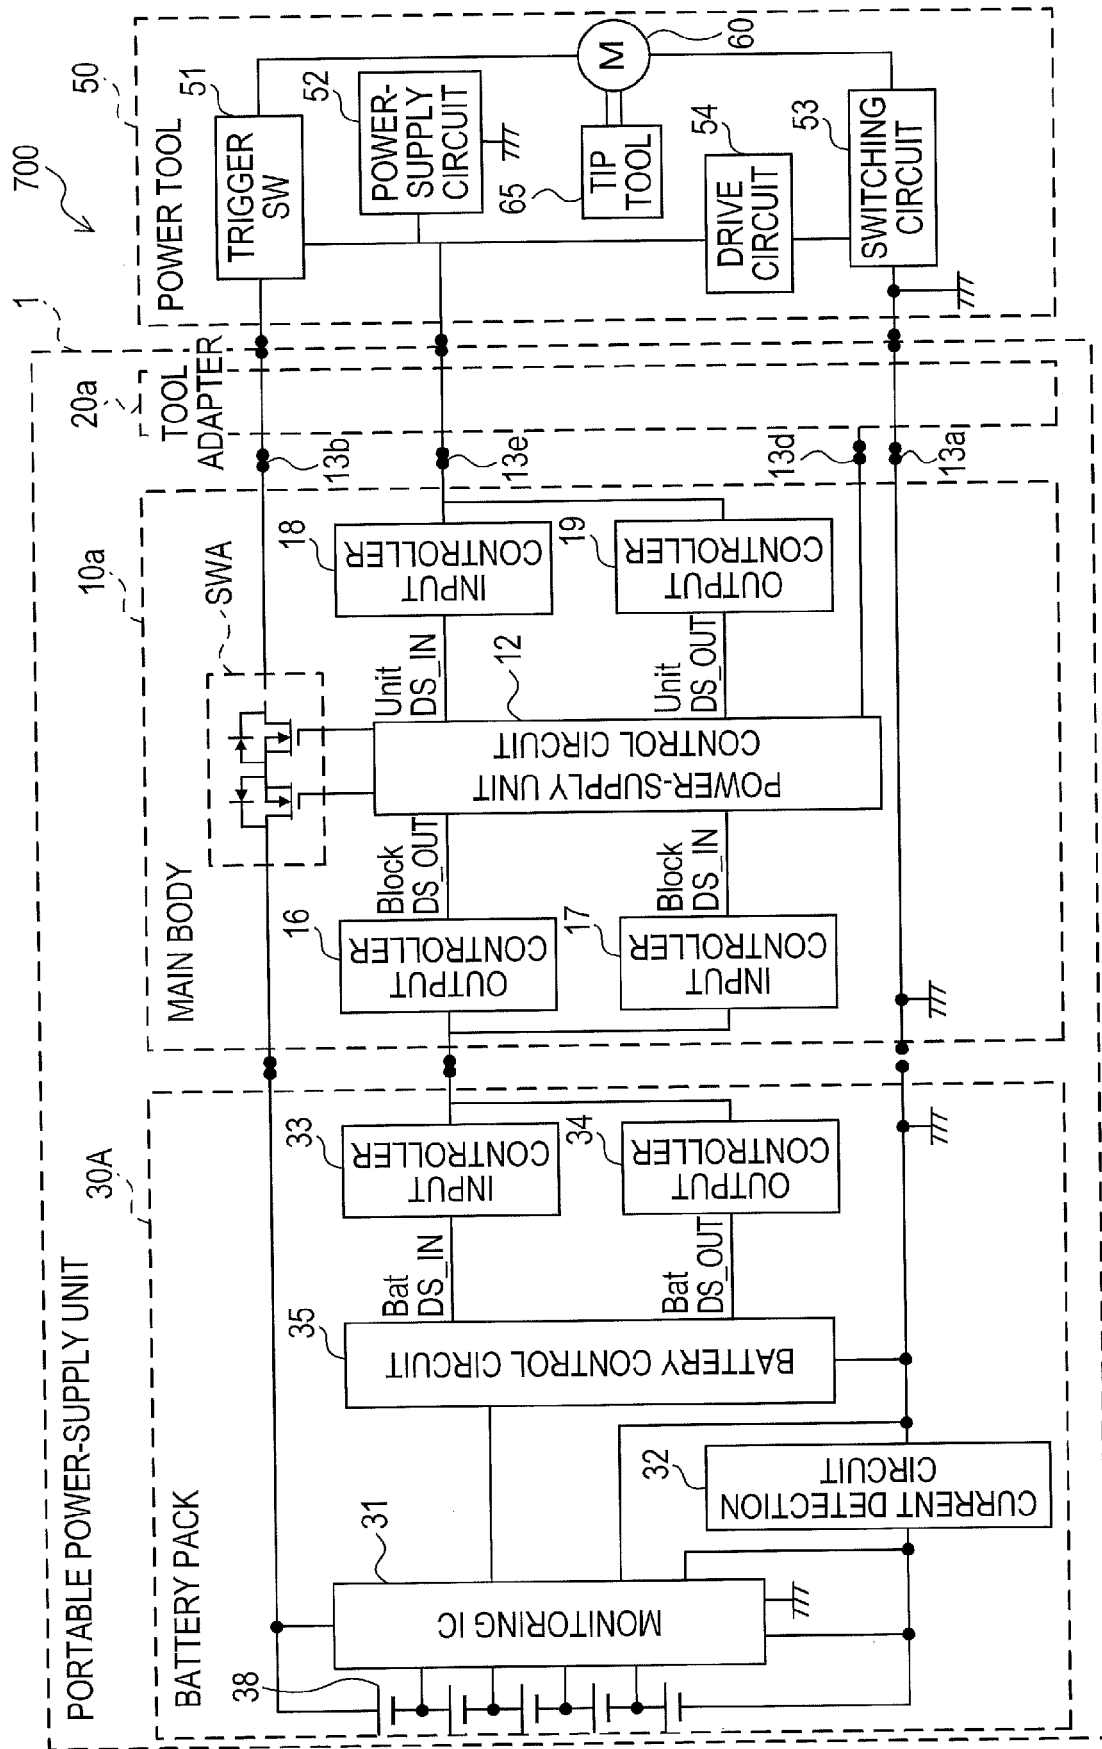 700
PORTABLE POWER-SUPPLY UNIT
1
BATTERY PACK
30A
38
MONITORING IC
31
CURRENT DETECTION
CIRCUIT
32
BATTERY CONTROL CIRCUIT
35
Bat
DS_IN
Bat
DS_OUT
INPUT
CONTROLLER
33
OUTPUT
CONTROLLER
34
MAIN BODY
10a
OUTPUT
CONTROLLER
16
INPUT
CONTROLLER
17
Block
DS_OUT
Block
DS_IN
SWA
POWER-SUPPLY UNIT
CONTROL CIRCUIT
12
Unit
DS_IN
Unit
DS_OUT
INPUT
CONTROLLER
18
OUTPUT
CONTROLLER
19
13b
13e
13d
13a
TOOL
ADAPTER
20a
POWER TOOL
50
TRIGGER
SW
51
POWER-
SUPPLY
CIRCUIT
52
TIP
TOOL
65
M
60
DRIVE
CIRCUIT
54
SWITCHING
CIRCUIT
53